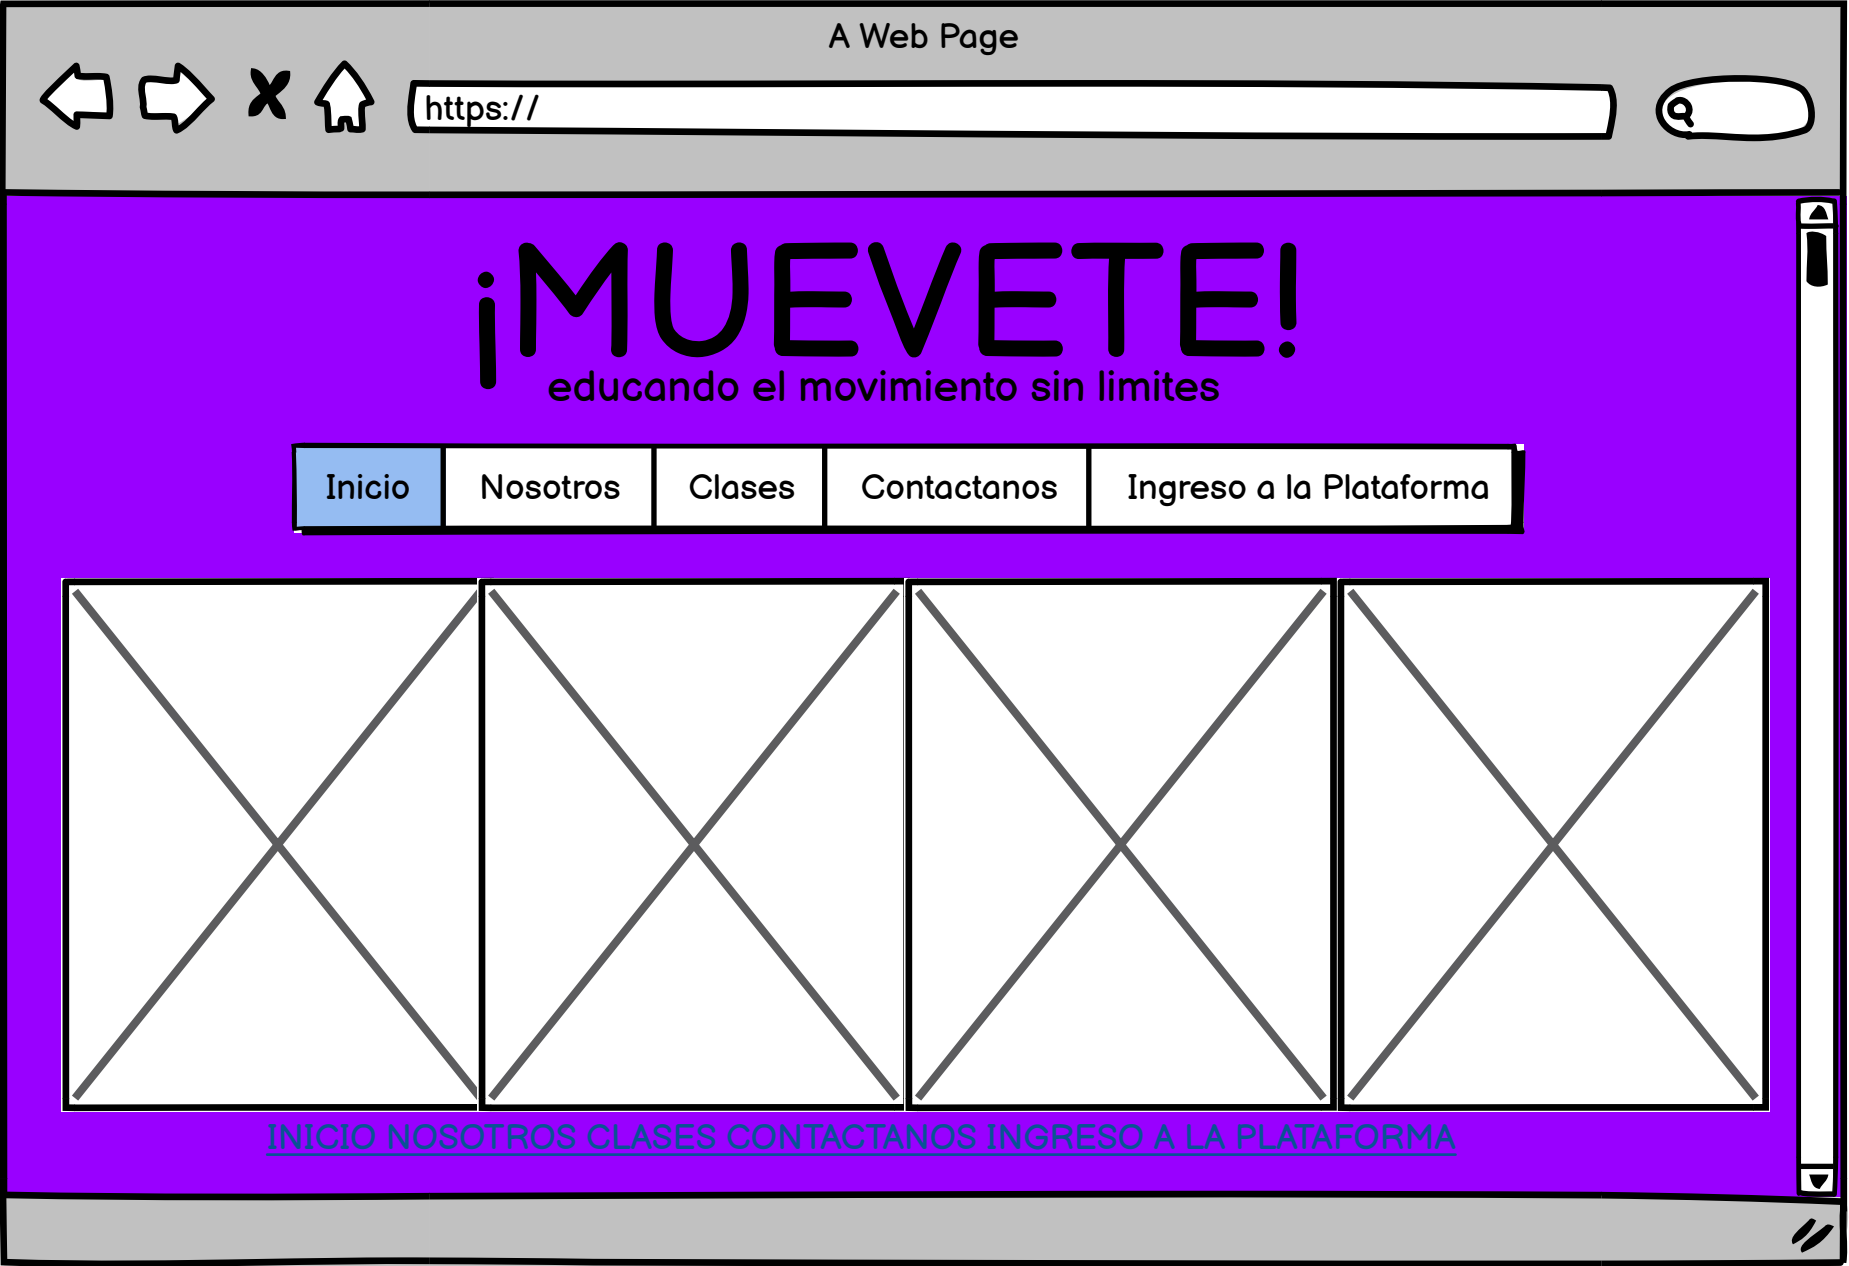 A Web Page
https://
¡MUEVETE!
educando el movimiento sin limites
Inicio Nosotros Clases Contactanos Ingreso a la Plataforma
INICIO NOSOTROS CLASES CONTACTANOS INGRESO A LA PLATAFORMA